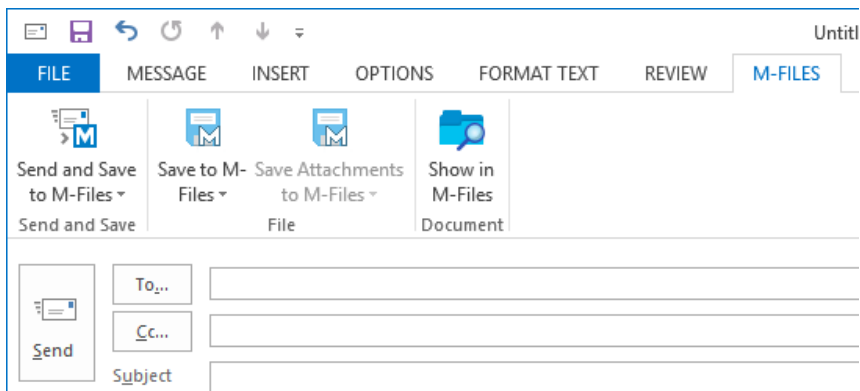 Untitl
FILE MESSAGE INSERT OPTIONS FORMAT TEXT REVIEW M-FILES
Send and Save to M-Files
Save to M-Files
Save Attachments to M-Files
Show in M-Files
Send and Save File Document
Send
To...
Cc...
Subject